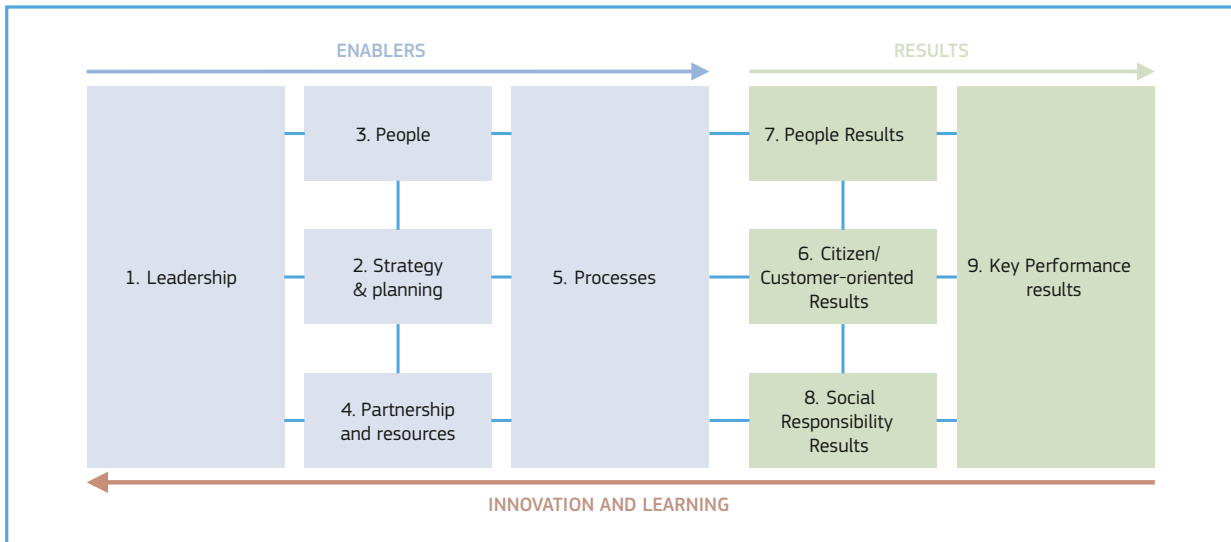 ENABLERS
RESULTS
3. People
7. People Results
1. Leadership
2. Strategy
& planning
5. Processes
6. Citizen/
Customer-oriented
Results
9. Key Performance
results
4. Partnership
and resources
8. Social
Responsibility
Results
INNOVATION AND LEARNING